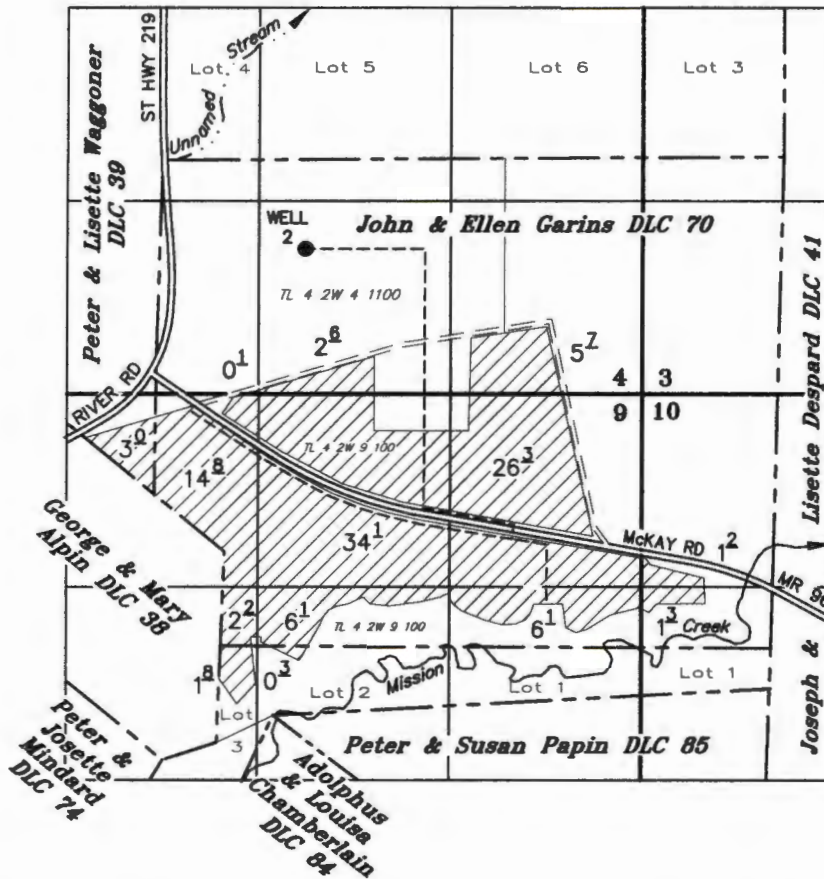 ST HWY 219
Unnamed Stream
Lot 4
Lot 5
Lot 6
Lot 3
Peter & Lisette Waggoner
DLC 39
WELL
2
John & Ellen Garins DLC 70
TL 4 2W 4 1100
Lisette Despard DLC 41
0 1
2 6
5 7
4 3
9 10
RIVER RD
3 0
14 8
TL 4 2W 9 100
26 3
34 1
McKAY RD
1 2
MR 96
George & Mary
Alpin DLC 38
2 2
6 1
TL 4 2W 9 100
6 1
1 3
Creek
1 8
0 3
Lot 2
Mission
Lot 1
Lot 1
Lot
3
Joseph &
Peter &
Josette
Mindard
DLC 74
Peter & Susan Papin DLC 85
Adolphus
& Louisa
Chamberlain
DLC 84